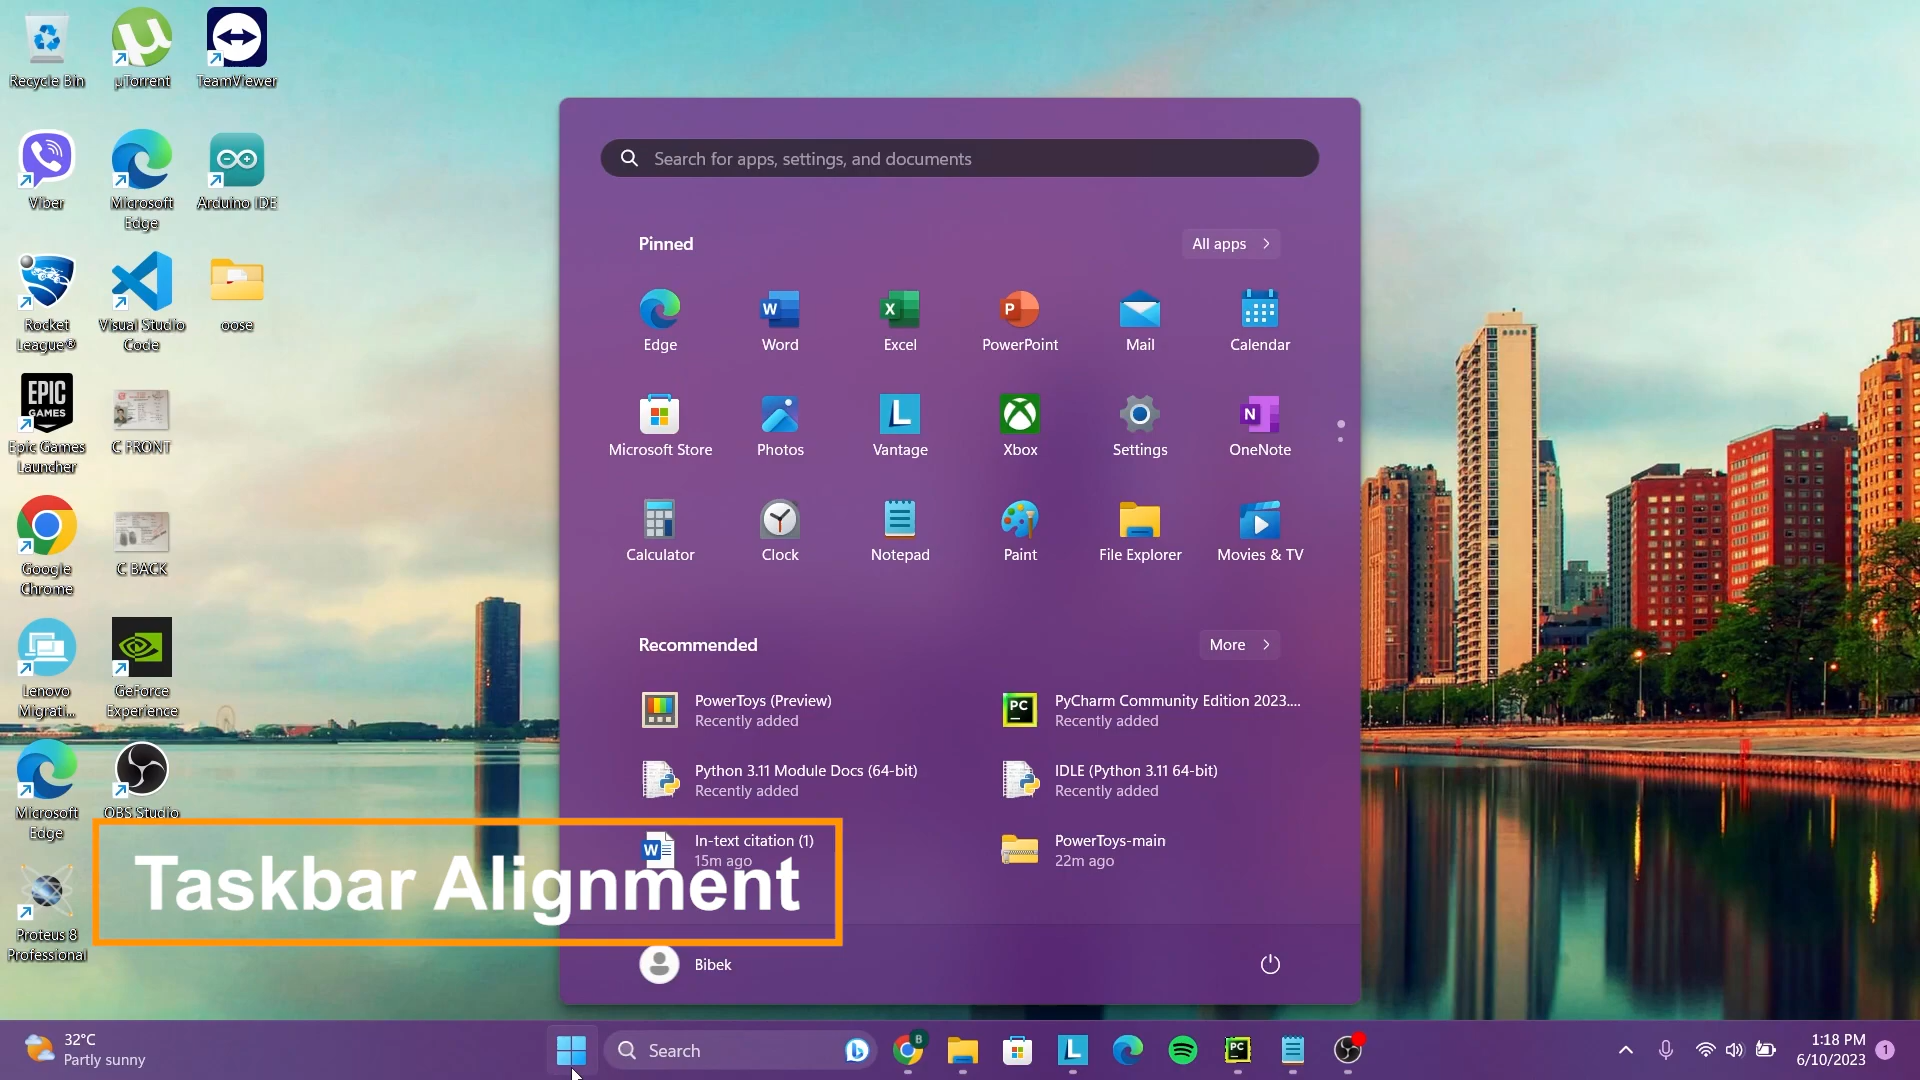 Recycle Bin
µTorrent
TeamViewer
Viber
Microsoft
Edge
Arduino IDE
Rocket
League®
Visual Studio
Code
oose
EPIC
GAMES
Epic Games
Launcher
C FRONT
Google
Chrome
C BACK
Lenovo
Migrati...
GeForce
Experience
Microsoft
Edge
OBS Studio
Proteus 8
Professional
Search for apps, settings, and documents
Pinned
All apps
Edge
Word
Excel
PowerPoint
Mail
Calendar
Microsoft Store
Photos
Vantage
Xbox
Settings
OneNote
Calculator
Clock
Notepad
Paint
File Explorer
Movies & TV
Recommended
More
PowerToys (Preview)
Recently added
PyCharm Community Edition 2023....
Recently added
Python 3.11 Module Docs (64-bit)
Recently added
IDLE (Python 3.11 64-bit)
Recently added
In-text citation (1)
15m ago
PowerToys-main
22m ago
Taskbar Alignment
Bibek
32°C
Partly sunny
Search
1:18 PM
6/10/2023
1